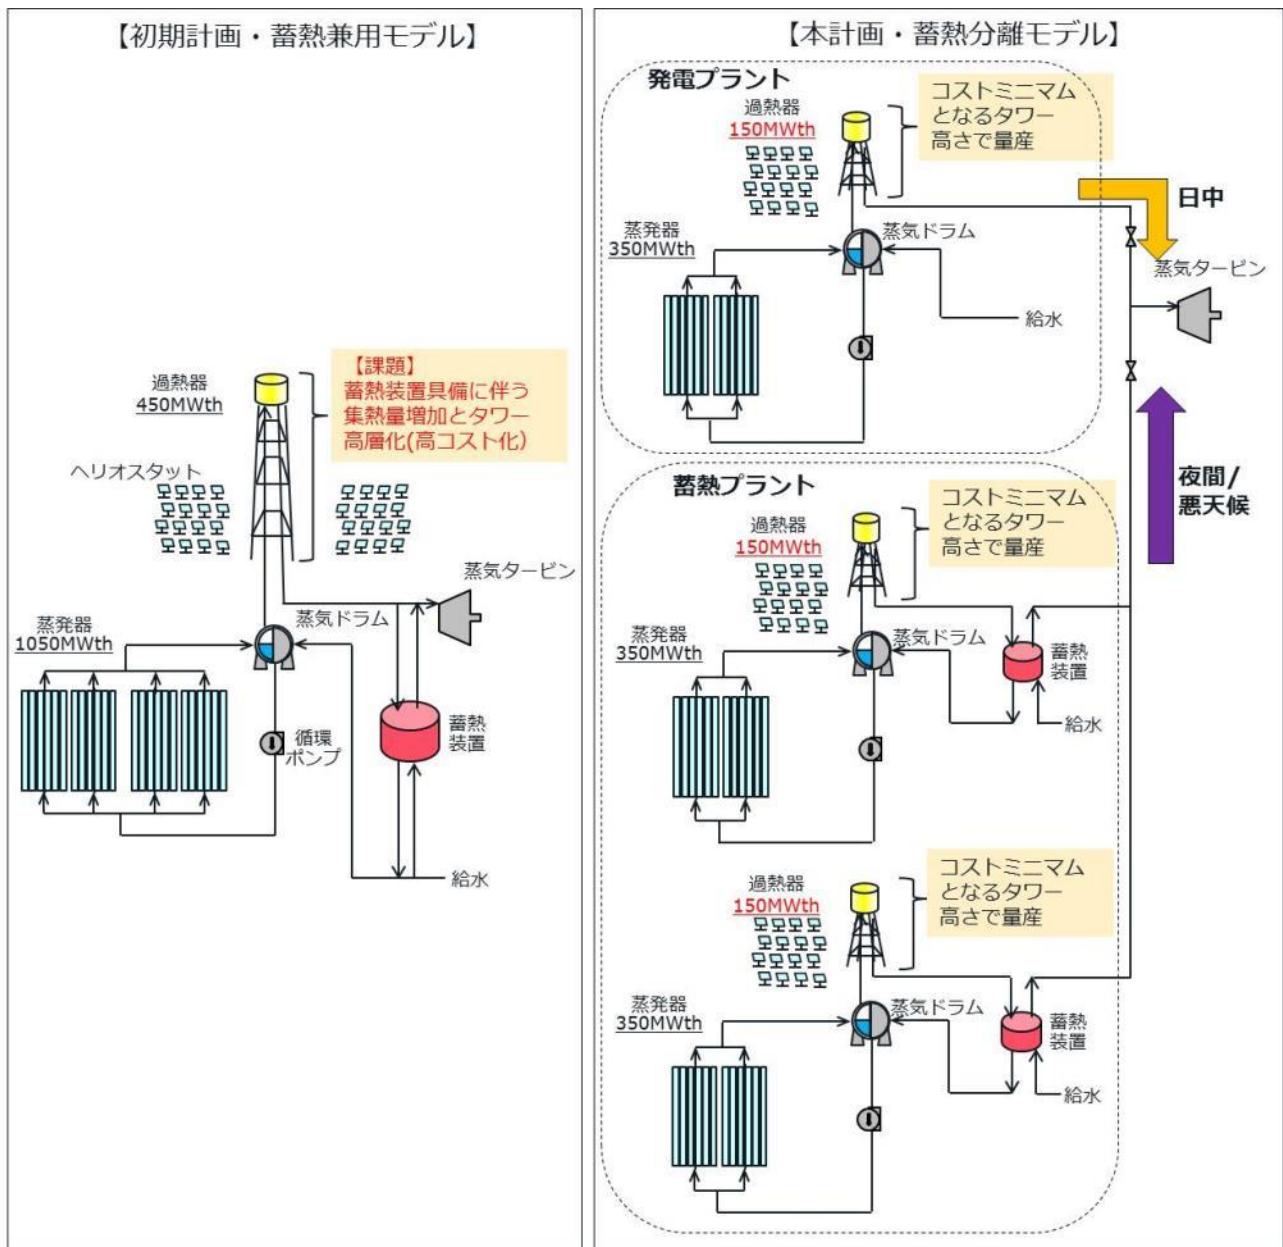 【初期計画・蓄熱兼用モデル】
過熱器
450MWth
【課題】
蓄熱装置具備に伴う
集熱量増加とタワー
高層化(高コスト化）
ヘリオスタット
蒸気タービン
蒸気ドラム
蒸発器
1050MWth
循環
ポンプ
蓄熱
装置
給水
【本計画・蓄熱分離モデル】
発電プラント
過熱器
150MWth
コストミニマム
となるタワー
高さで量産
日中
蒸発器
350MWth
蒸気ドラム
蒸気タービン
給水
夜間/
悪天候
蓄熱プラント
過熱器
150MWth
コストミニマム
となるタワー
高さで量産
蒸発器
350MWth
蒸気ドラム
蓄熱
装置
給水
過熱器
150MWth
コストミニマム
となるタワー
高さで量産
蒸発器
350MWth
蒸気ドラム
蓄熱
装置
給水